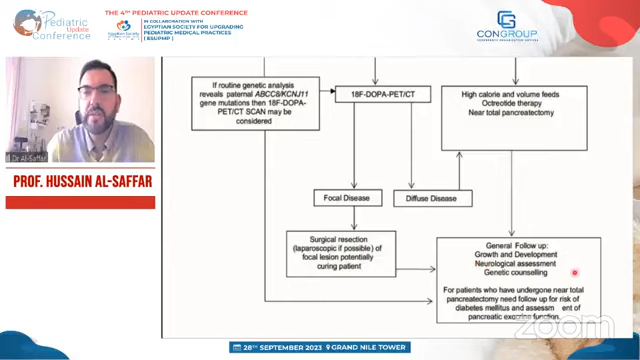 Pediatric
Update
Conference
THE 4TH PEDIATRIC UPDATE CONFERENCE
IN COLLABORATION WITH
EGYPTIAN SOCIETY FOR UPGRADING
PEDIATRIC MEDICAL PRACTICES
( ESUPMP )
CONGROUP
Dr Al-Saffar
PROF. HUSSAIN AL-SAFFAR
If routine genetic analysis
reveals paternal ABCC8/KCNJ11
gene mutations then 18F-DOPA-
PET/CT SCAN may be
considered
18F-DOPA-PET/CT
High calorie and volume feeds
Octreotide therapy
Near total pancreatectomy
Focal Disease
Diffuse Disease
Surgical resection
(laparoscopic if possible) of
focal lesion potentially
curing patient
General Follow up:
Growth and Development
Neurological assessment
Genetic counselling
For patients who have undergone near total
pancreatectomy need follow up for risk of
diabetes mellitus and assessm ent of
pancreatic exocrine function.
zoom
28TH SEPTEMBER 2023 GRAND NILE TOWER